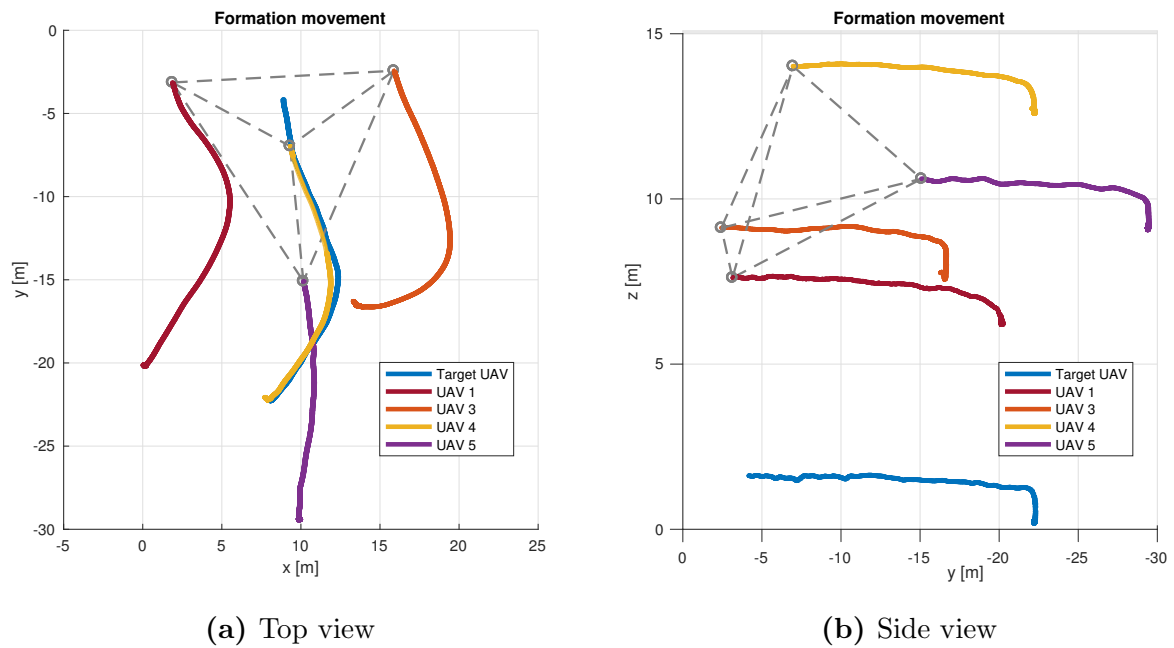 Formation movement
0
-5
-10
-15
-20
-25
-30
y [m]
-5 0 5 10 15 20 25
x [m]
Target UAV
UAV 1
UAV 3
UAV 4
UAV 5
(a) Top view
Formation movement
15
10
5
0
z [m]
0 -5 -10 -15 -20 -25 -30
y [m]
Target UAV
UAV 1
UAV 3
UAV 4
UAV 5
(b) Side view